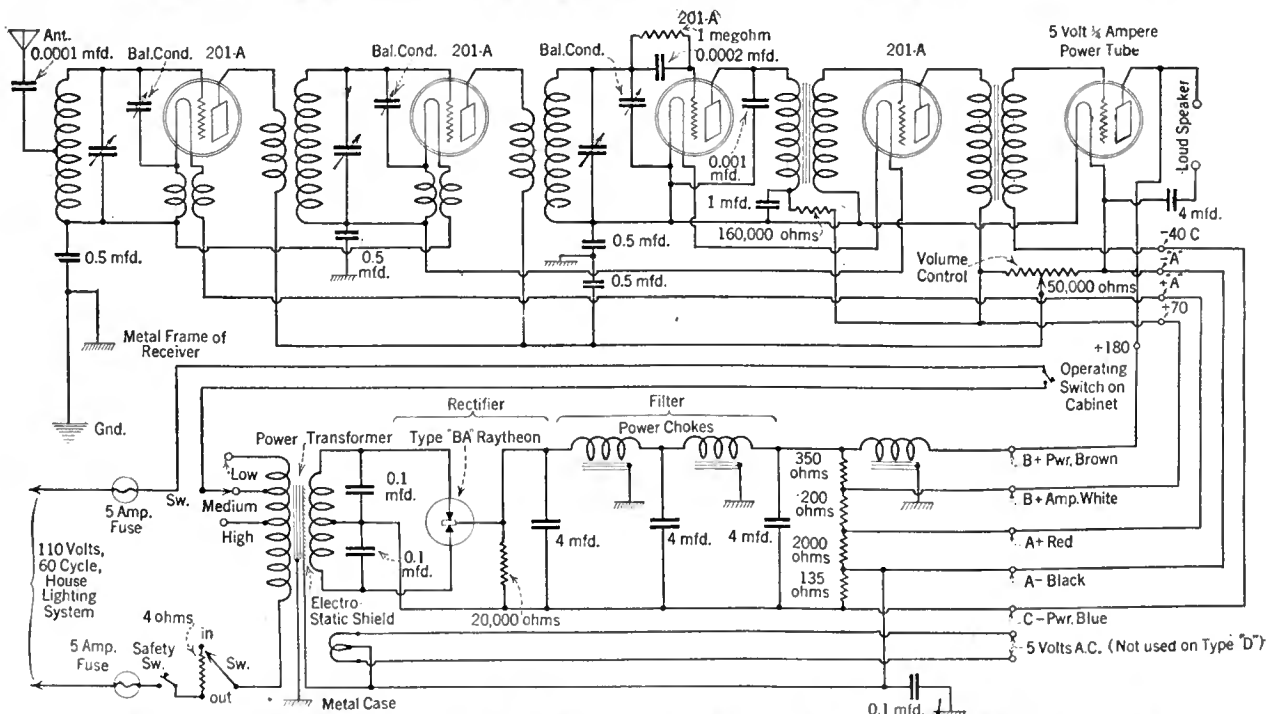 Ant.
0.0001 mfd.
Bal.Cond.
201-A
Bal.Cond.
201-A
Bal.Cond.
201-A
1 megohm
0.0002 mfd.
201-A
5 Volt ¼ Ampere
Power Tube
Loud Speaker
0.001
mfd.
1 mfd.
160,000 ohms
4 mfd.
0.5 mfd.
0.5
mfd.
0.5 mfd.
0.5 mfd.
Volume
Control
50,000 ohms
-40 C
-A
+A
+70
+180
Metal Frame of
Receiver
Gnd.
Operating
Switch on
Cabinet
Rectifier
Filter
Power Transformer
Type "BA" Raytheon
Power Chokes
Low
Medium
High
Sw.
5 Amp.
Fuse
0.1
mfd.
0.1
mfd.
4 mfd.
4 mfd.
4 mfd.
350
ohms
200
ohms
2000
ohms
135
ohms
B+ Pwr. Brown
B+ Amp. White
A+ Red
A- Black
C- Pwr. Blue
110 Volts,
60 Cycle,
House
Lighting
System
Electro-
Static Shield
20,000 ohms
4 ohms
in
out
Sw.
5 Amp.
Fuse
Safety
Sw.
Metal Case
5 Volts A.C. (Not used on Type "D")
0.1 mfd.